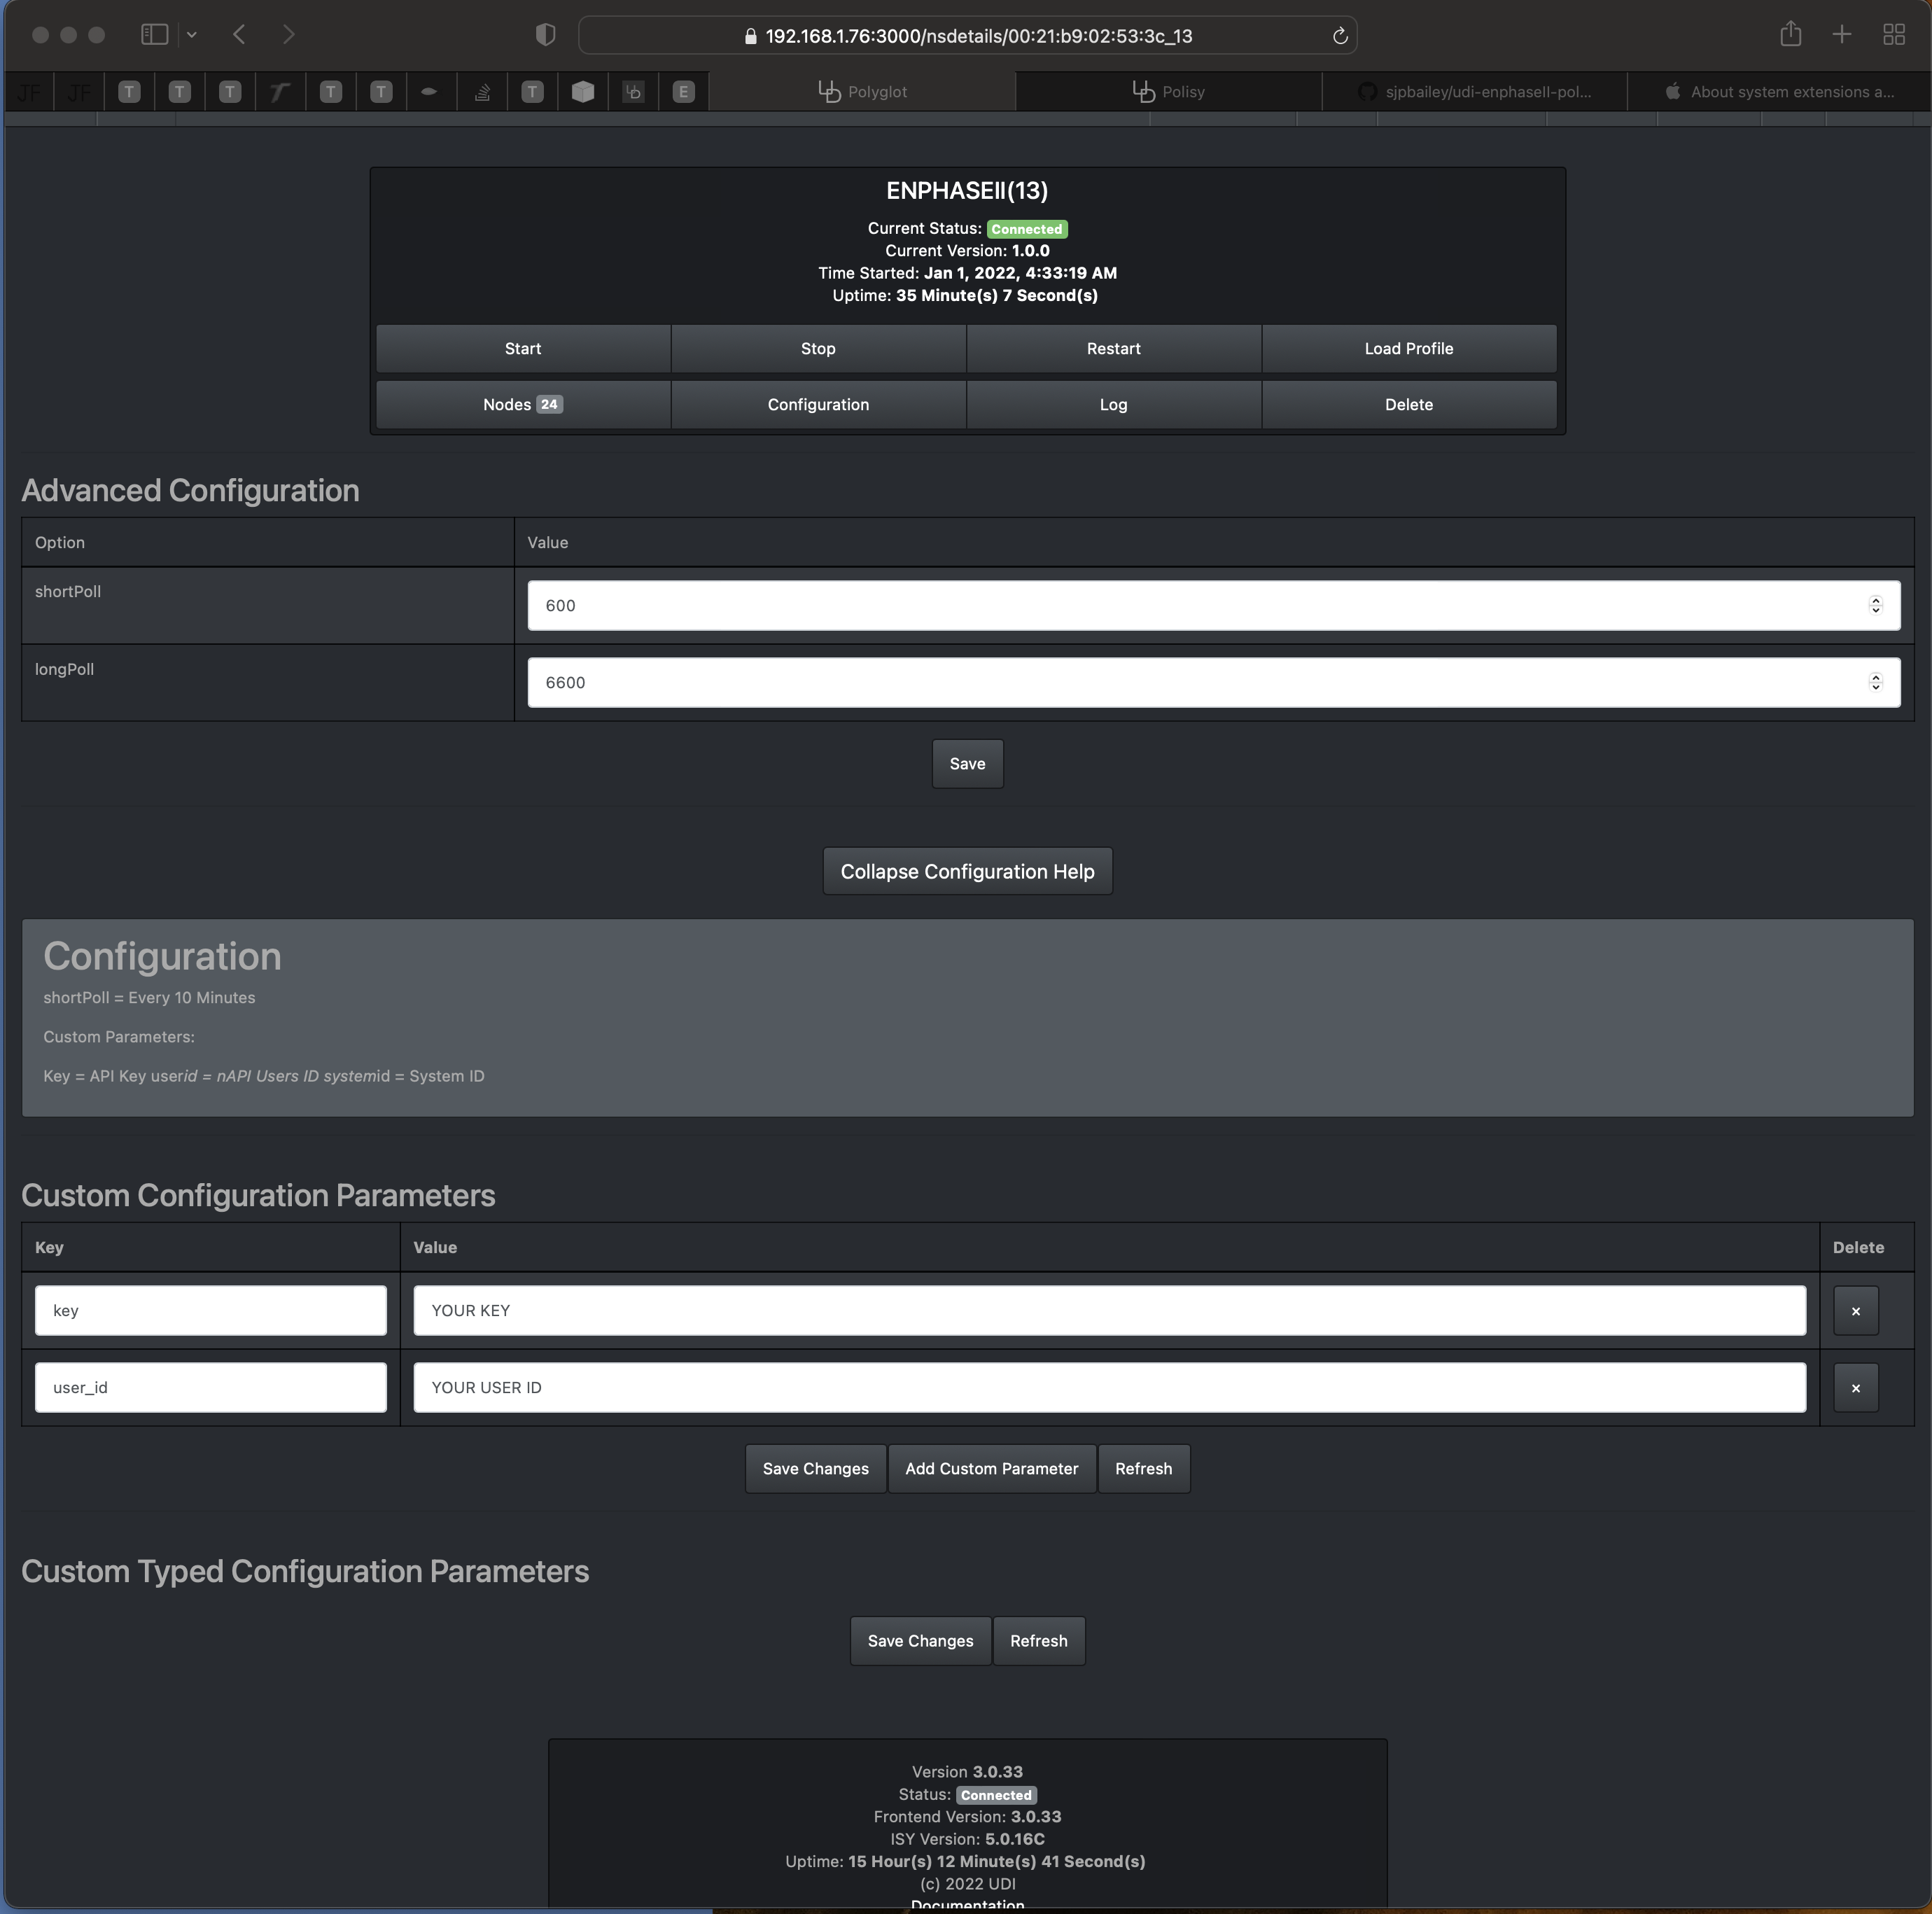 192.168.1.76:3000/nsdetails/00:21:b9:02:53:3c_13
JF JF T T T T T T T E Polyglot Polisy sjpbailey/udi-enphaseII-pol... About system extensions a...
ENPHASEII(13)
Current Status: Connected
Current Version: 1.0.0
Time Started: Jan 1, 2022, 4:33:19 AM
Uptime: 35 Minute(s) 7 Second(s)
Start Stop Restart Load Profile
Nodes 24 Configuration Log Delete
Advanced Configuration
Option Value
shortPoll 600
longPoll 6600
Save
Collapse Configuration Help
Configuration
shortPoll = Every 10 Minutes
Custom Parameters:
Key = API Key userid = nAPI Users ID systemid = System ID
Custom Configuration Parameters
Key Value Delete
key YOUR KEY ×
user_id YOUR USER ID ×
Save Changes Add Custom Parameter Refresh
Custom Typed Configuration Parameters
Save Changes Refresh
Version 3.0.33
Status: Connected
Frontend Version: 3.0.33
ISY Version: 5.0.16C
Uptime: 15 Hour(s) 12 Minute(s) 41 Second(s)
(c) 2022 UDI
Documentation